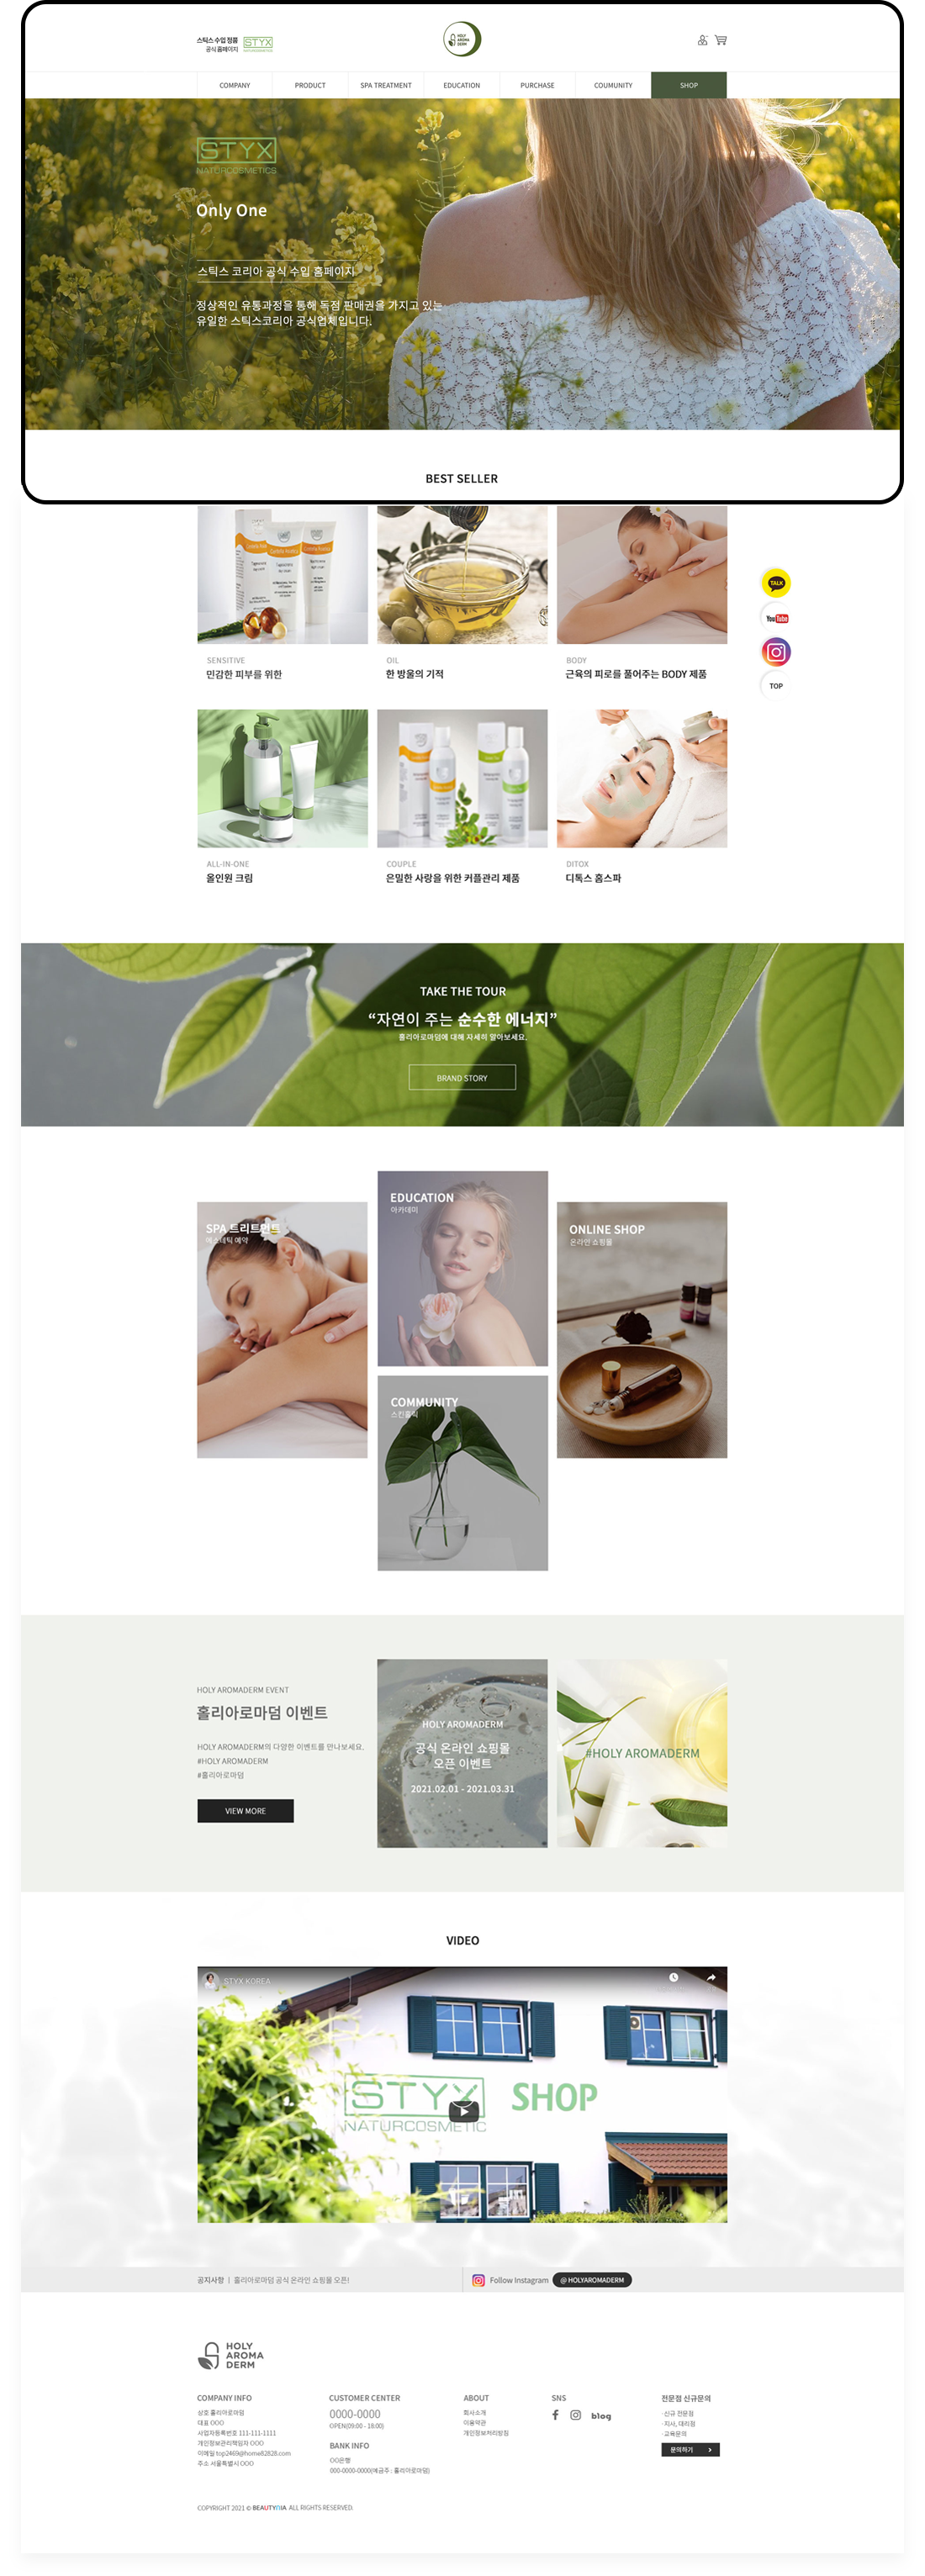 스틱스 수입 정품
공식 홈페이지
STYX
NATURCOSMETICS
HOLY
AROMA
DERM
COMPANY
PRODUCT
SPA TREATMENT
EDUCATION
PURCHASE
COUMUNITY
SHOP
STYX
NATURCOSMETICS
Only One
스틱스 코리아 공식 수입 홈페이지
정상적인 유통과정을 통해 독점 판매권을 가지고 있는
유일한 스틱스코리아 공식업체입니다.
BEST SELLER
SENSITIVE
민감한 피부를 위한
OIL
한 방울의 기적
BODY
근육의 피로를 풀어주는 BODY 제품
TALK
YouTube
TOP
ALL-IN-ONE
올인원 크림
COUPLE
은밀한 사랑을 위한 커플관리 제품
DITOX
디톡스 홈스파
TAKE THE TOUR
“자연이 주는 순수한 에너지”
홀리아로마덤에 대해 자세히 알아보세요.
BRAND STORY
SPA 트리트먼트
에스테틱 예약
EDUCATION
아카데미
ONLINE SHOP
온라인 쇼핑몰
COMMUNITY
스킨홀릭
HOLY AROMADERM EVENT
홀리아로마덤 이벤트
HOLY AROMADERM의 다양한 이벤트를 만나보세요.
#HOLY AROMADERM
#홀리아로마덤
VIEW MORE
HOLY AROMADERM
공식 온라인 쇼핑몰
오픈 이벤트
2021.02.01 - 2021.03.31
#HOLY AROMADERM
VIDEO
STYX KOREA
STYX
NATURCOSMETIC
SHOP
공지사항 | 홀리아로마덤 공식 온라인 쇼핑몰 오픈!
Follow Instagram
@ HOLYAROMADERM
HOLY
AROMA
DERM
COMPANY INFO
상호 홀리아로마덤
대표 OOO
사업자등록번호 111-111-1111
개인정보관리책임자 OOO
이메일 top2469@home82828.com
주소 서울특별시 OOO
CUSTOMER CENTER
0000-0000
OPEN(09:00 - 18:00)
BANK INFO
OO은행
000-0000-0000(예금주 : 홀리아로마덤)
ABOUT
회사소개
이용약관
개인정보처리방침
SNS
blog
전문점 신규문의
· 신규 전문점
· 지사, 대리점
· 교육문의
문의하기 >
COPYRIGHT 2021 © BEAUTYNIA ALL RIGHTS RESERVED.